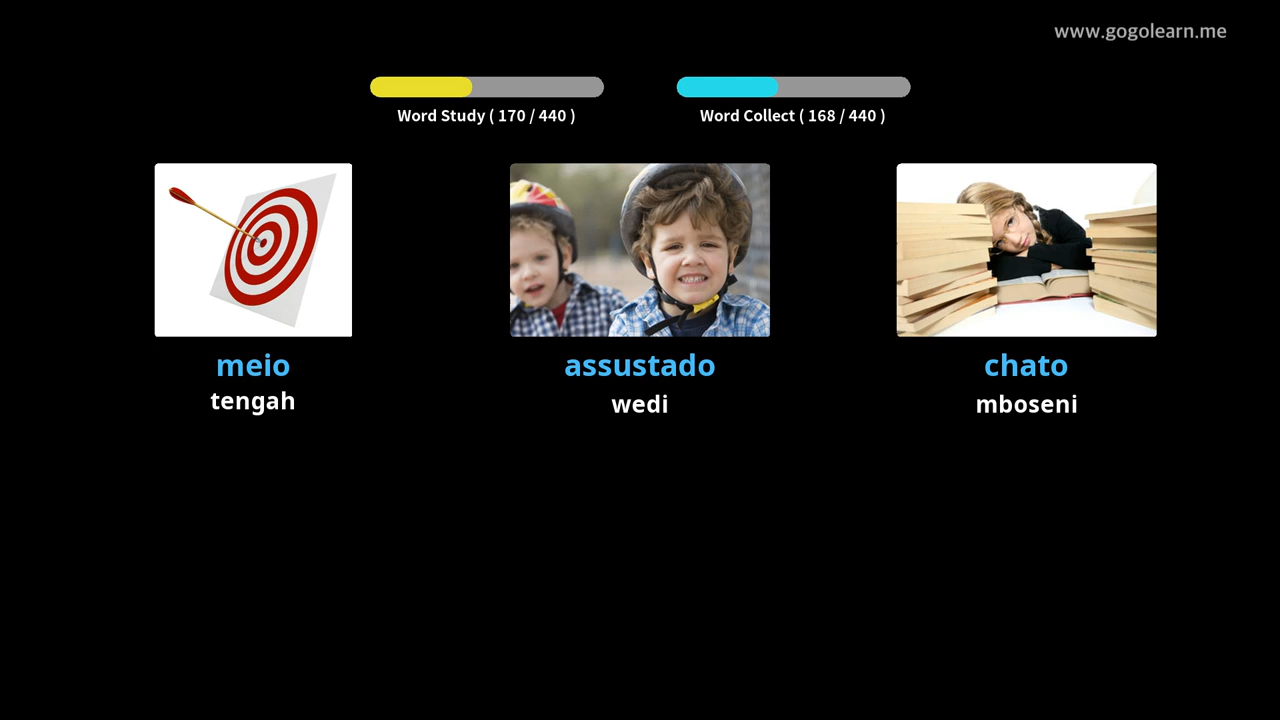 www.gogolearn.me
Word Study ( 170 / 440 )
Word Collect ( 168 / 440 )
meio
assustado
chato
tengah
wedi
mboseni